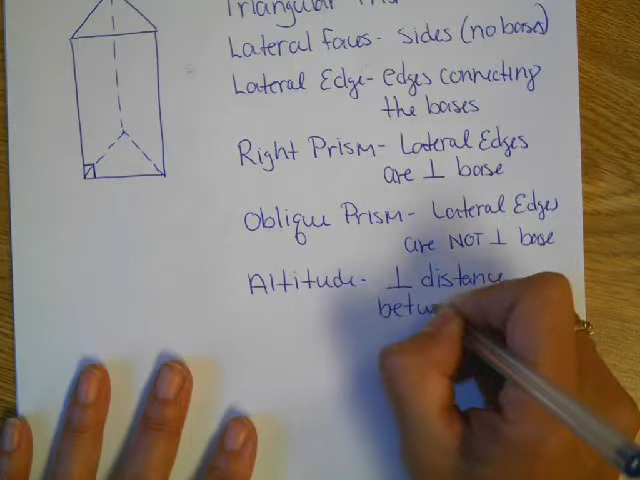 Triangular
Lateral Faces- sides (no bases)
Lateral Edge- edges connecting
the bases
Right Prism- Lateral Edges
are ⊥ base
Oblique Prism- Lateral Edges
are NOT ⊥ base
Altitude- ⊥ distance